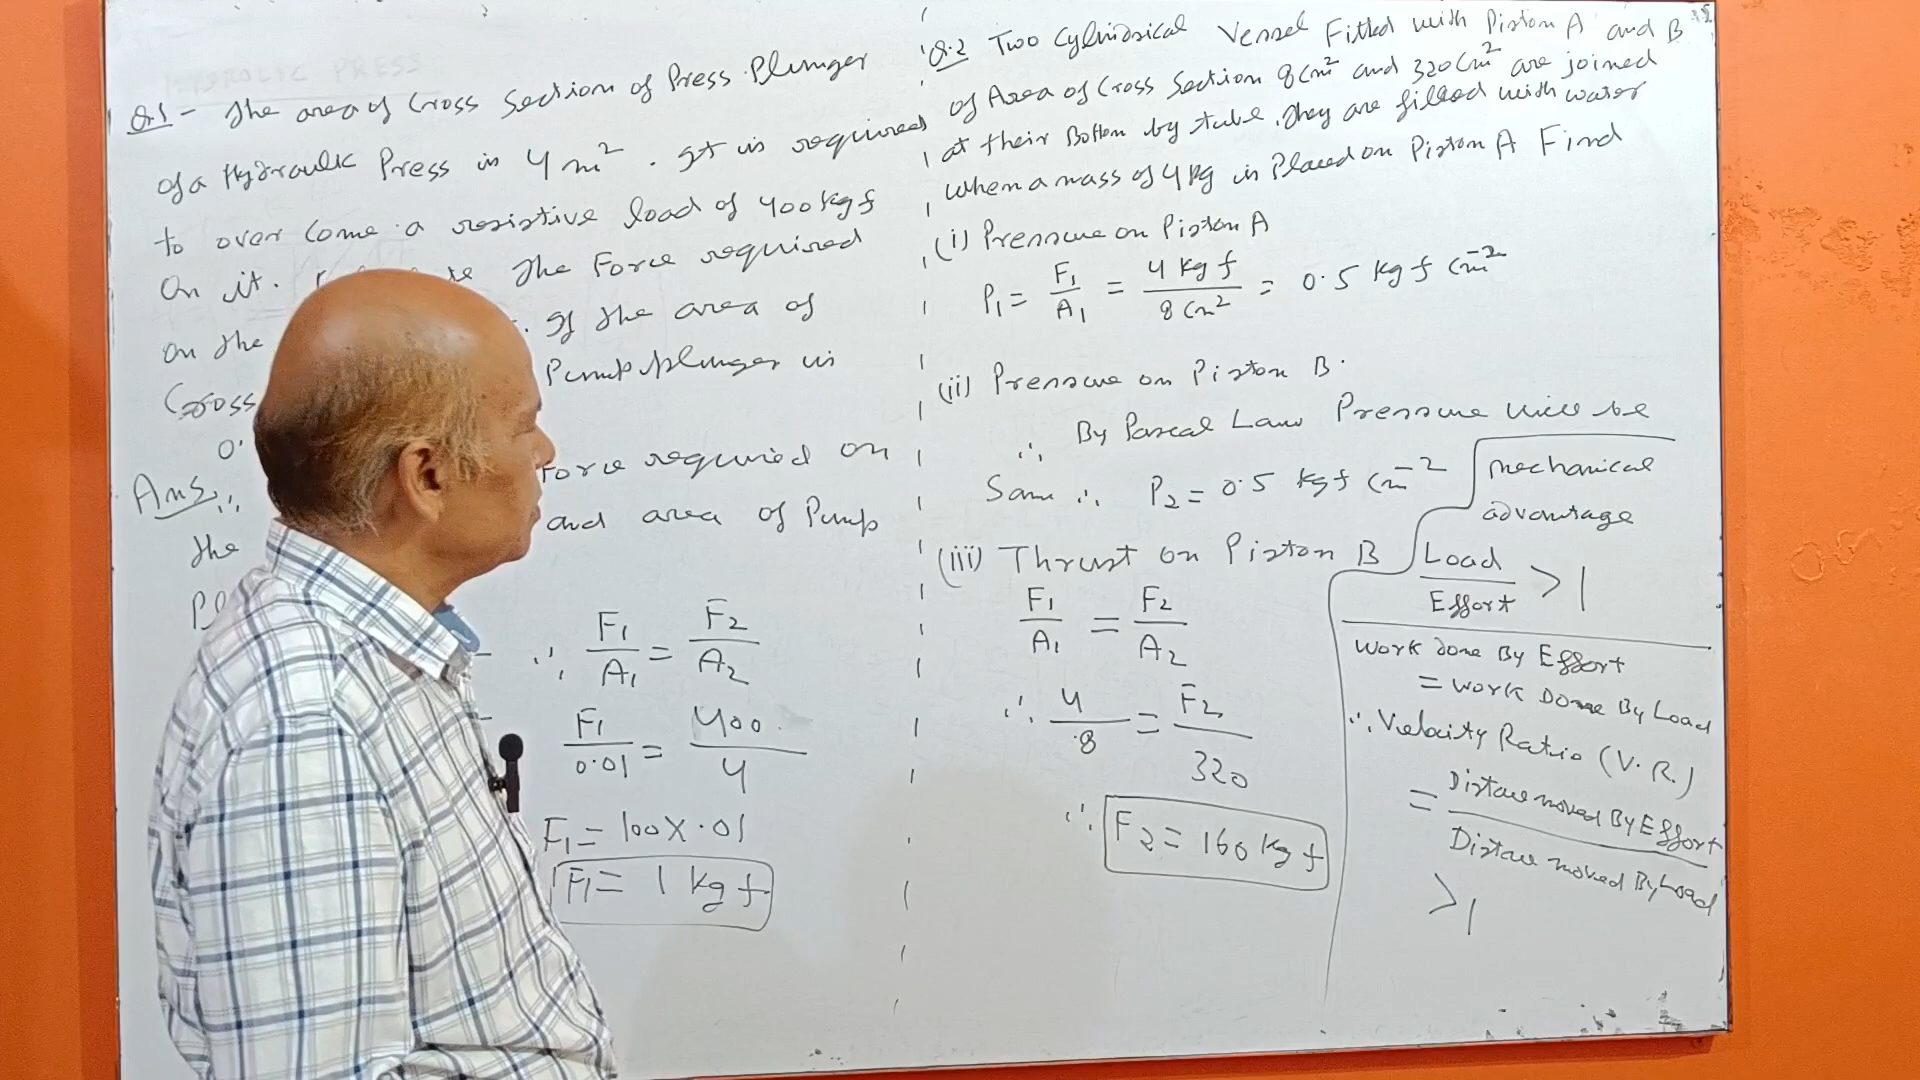 HYDROLIC PRESS
Q.1 - The area of Cross Section of Press Plunger
of a Hydraulic Press is 4 m². It is required
to over come a resistive load of 400 kgf
on it. The Force required
on the . If the area of
Cross Pump plunger is
0.
Ans ∴ Force required on
the and area of Pump
Pl
∴ F₁/A₁ = F₂/A₂
F₁/0.01 = 400/4
F₁ = 100 X .01
F₁ = 1 kgf
Q.2 Two Cylindrical Vessel Fitted with Piston A and B
of Area of Cross Section 8 Cm² and 320 Cm² are joined
at their Bottom by tube. They are filled with water
When a mass of 4 kg is Placed on Piston A Find
(i) Pressure on Piston A
P₁ = F₁/A₁ = 4 kgf/8 Cm² = 0.5 kgf Cm⁻²
(ii) Pressure on Piston B.
∴ By Pascal Law Pressure will be
Same ∴ P₂ = 0.5 kgf Cm⁻²
(iii) Thrust on Piston B
F₁/A₁ = F₂/A₂
∴ 4/8 = F₂/320
∴ F₂ = 160 kgf
mechanical
advantage
Load/Effort > 1
Work done By Effort
= Work Done By Load
∴ Velocity Ratio (V.R.)
= Distance moved By Effort/Distance moved By Load
> 1